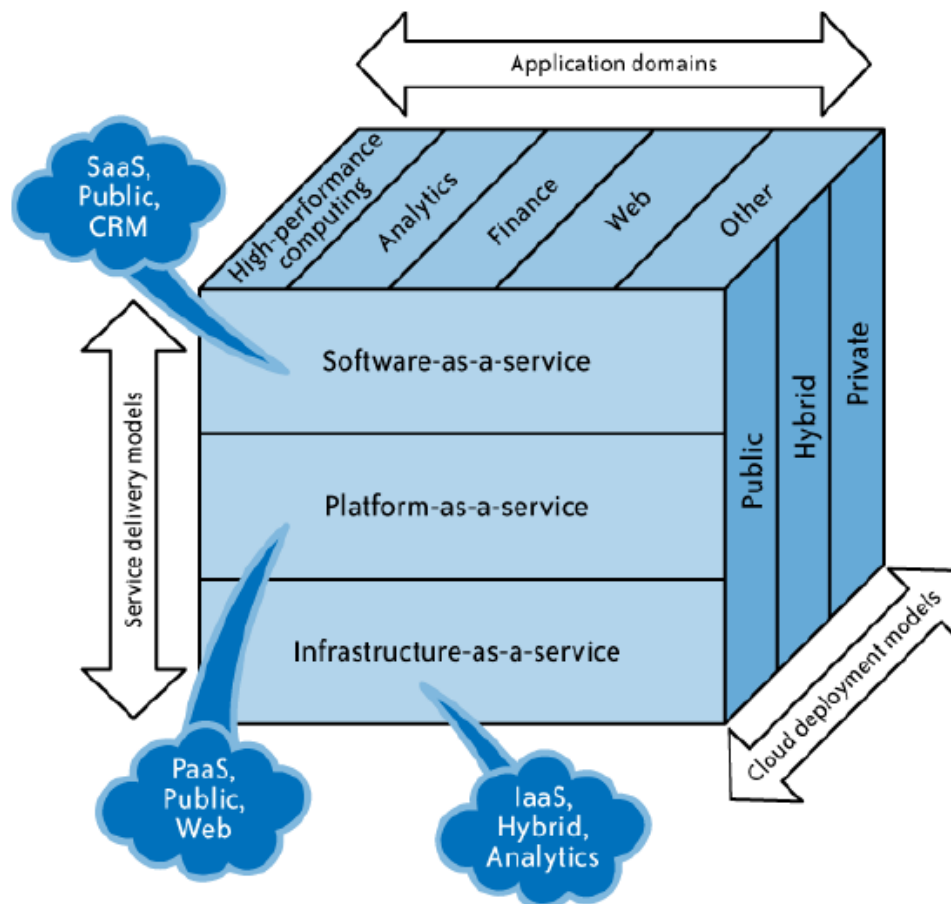 Application domains
SaaS,
Public,
CRM
High-performance
computing
Analytics
Finance
Web
Other
Service delivery models
Software-as-a-service
Platform-as-a-service
Infrastructure-as-a-service
Public
Hybrid
Private
Cloud deployment models
PaaS,
Public,
Web
IaaS,
Hybrid,
Analytics